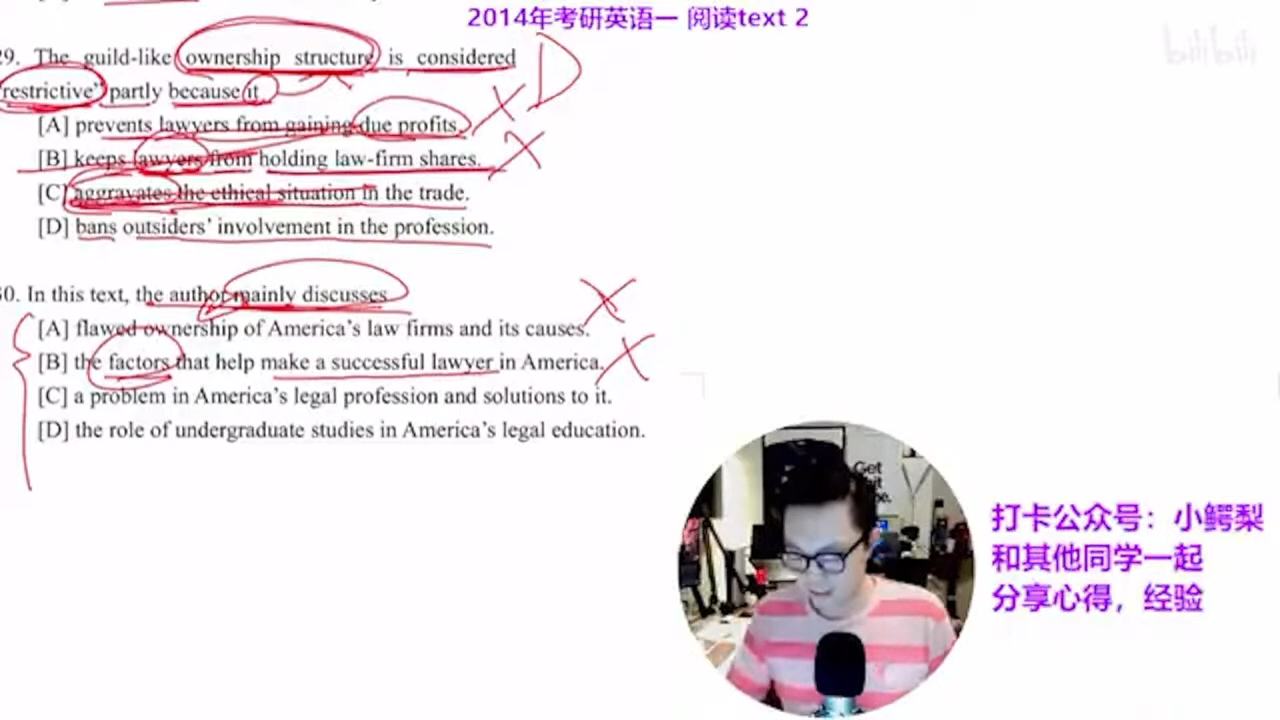 2014年考研英语一 阅读text 2
bilibili
29. The guild-like ownership structure is considered
restrictive” partly because it
D
[A] prevents lawyers from gaining due profits.
[B] keeps lawyers from holding law-firm shares.
[C] aggravates the ethical situation in the trade.
[D] bans outsiders’ involvement in the profession.
30. In this text, the author mainly discusses
[A] flawed ownership of America’s law firms and its causes.
[B] the factors that help make a successful lawyer in America.
[C] a problem in America’s legal profession and solutions to it.
[D] the role of undergraduate studies in America’s legal education.
Get
打卡公众号：小鳄梨
和其他同学一起
分享心得，经验